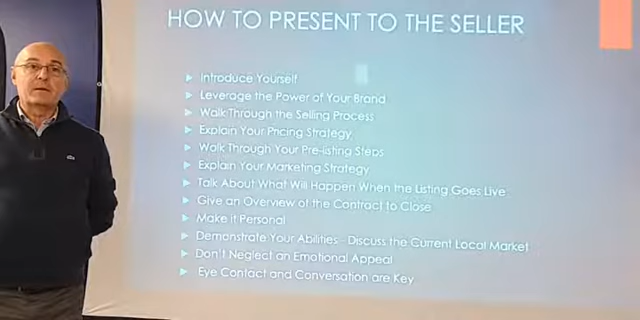 HOW TO PRESENT TO THE SELLER
Introduce Yourself
Leverage the Power of Your Brand
Walk Through the Selling Process
Explain Your Pricing Strategy
Walk Through Your Pre-listing Steps
Explain Your Marketing Strategy
Talk About What Will Happen When the Listing Goes Live
Give an Overview of the Contract to Close
Make it Personal
Demonstrate Your Abilities - Discuss the Current Local Market
Don't Neglect an Emotional Appeal
Eye Contact and Conversation are Key